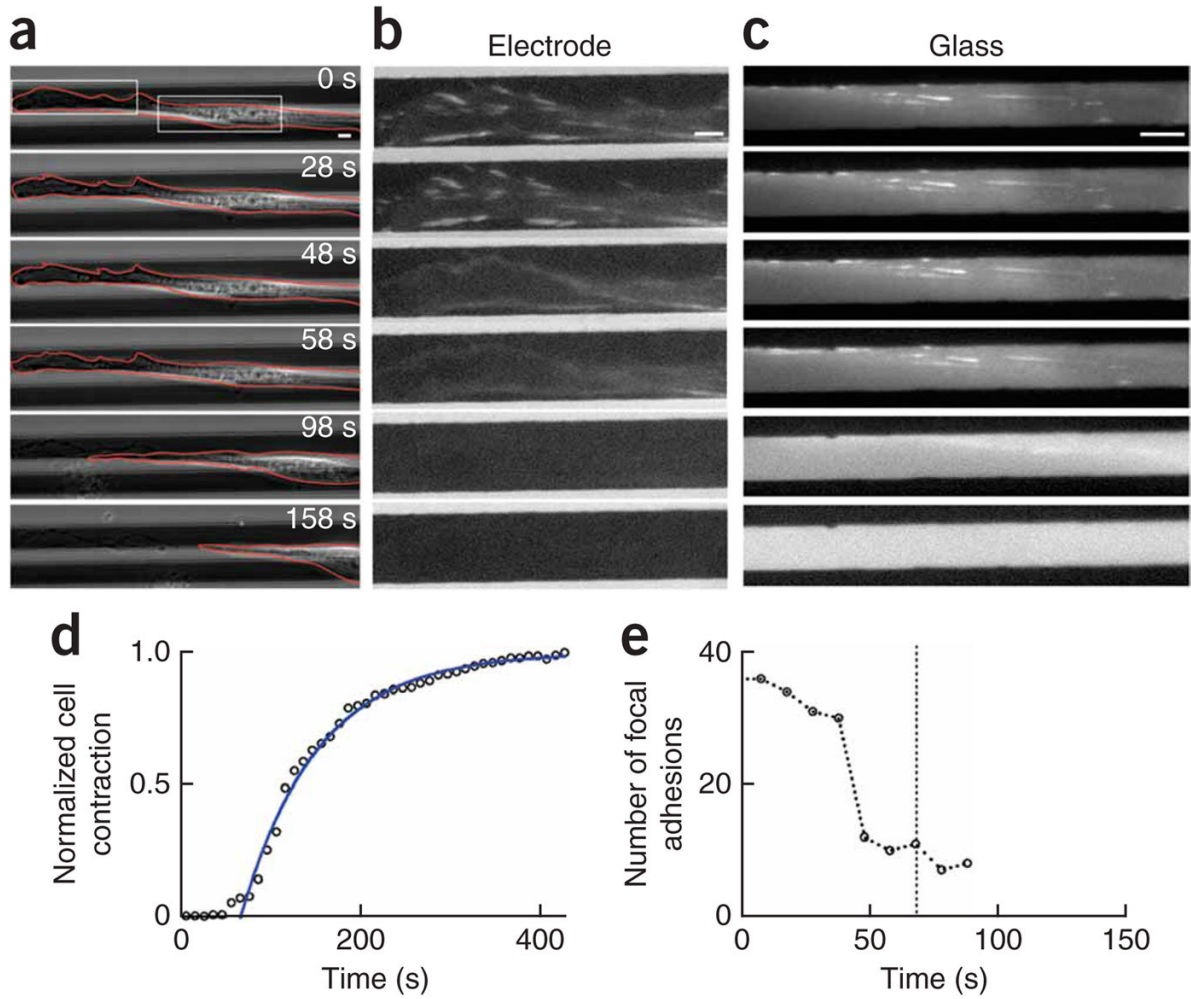 a
b
c
Electrode
Glass
0 s
28 s
48 s
58 s
98 s
158 s
d
Normalized cell
contraction
1.0
0.5
0
0
200
400
Time (s)
e
Number of focal
adhesions
40
20
0
0
50
100
150
Time (s)